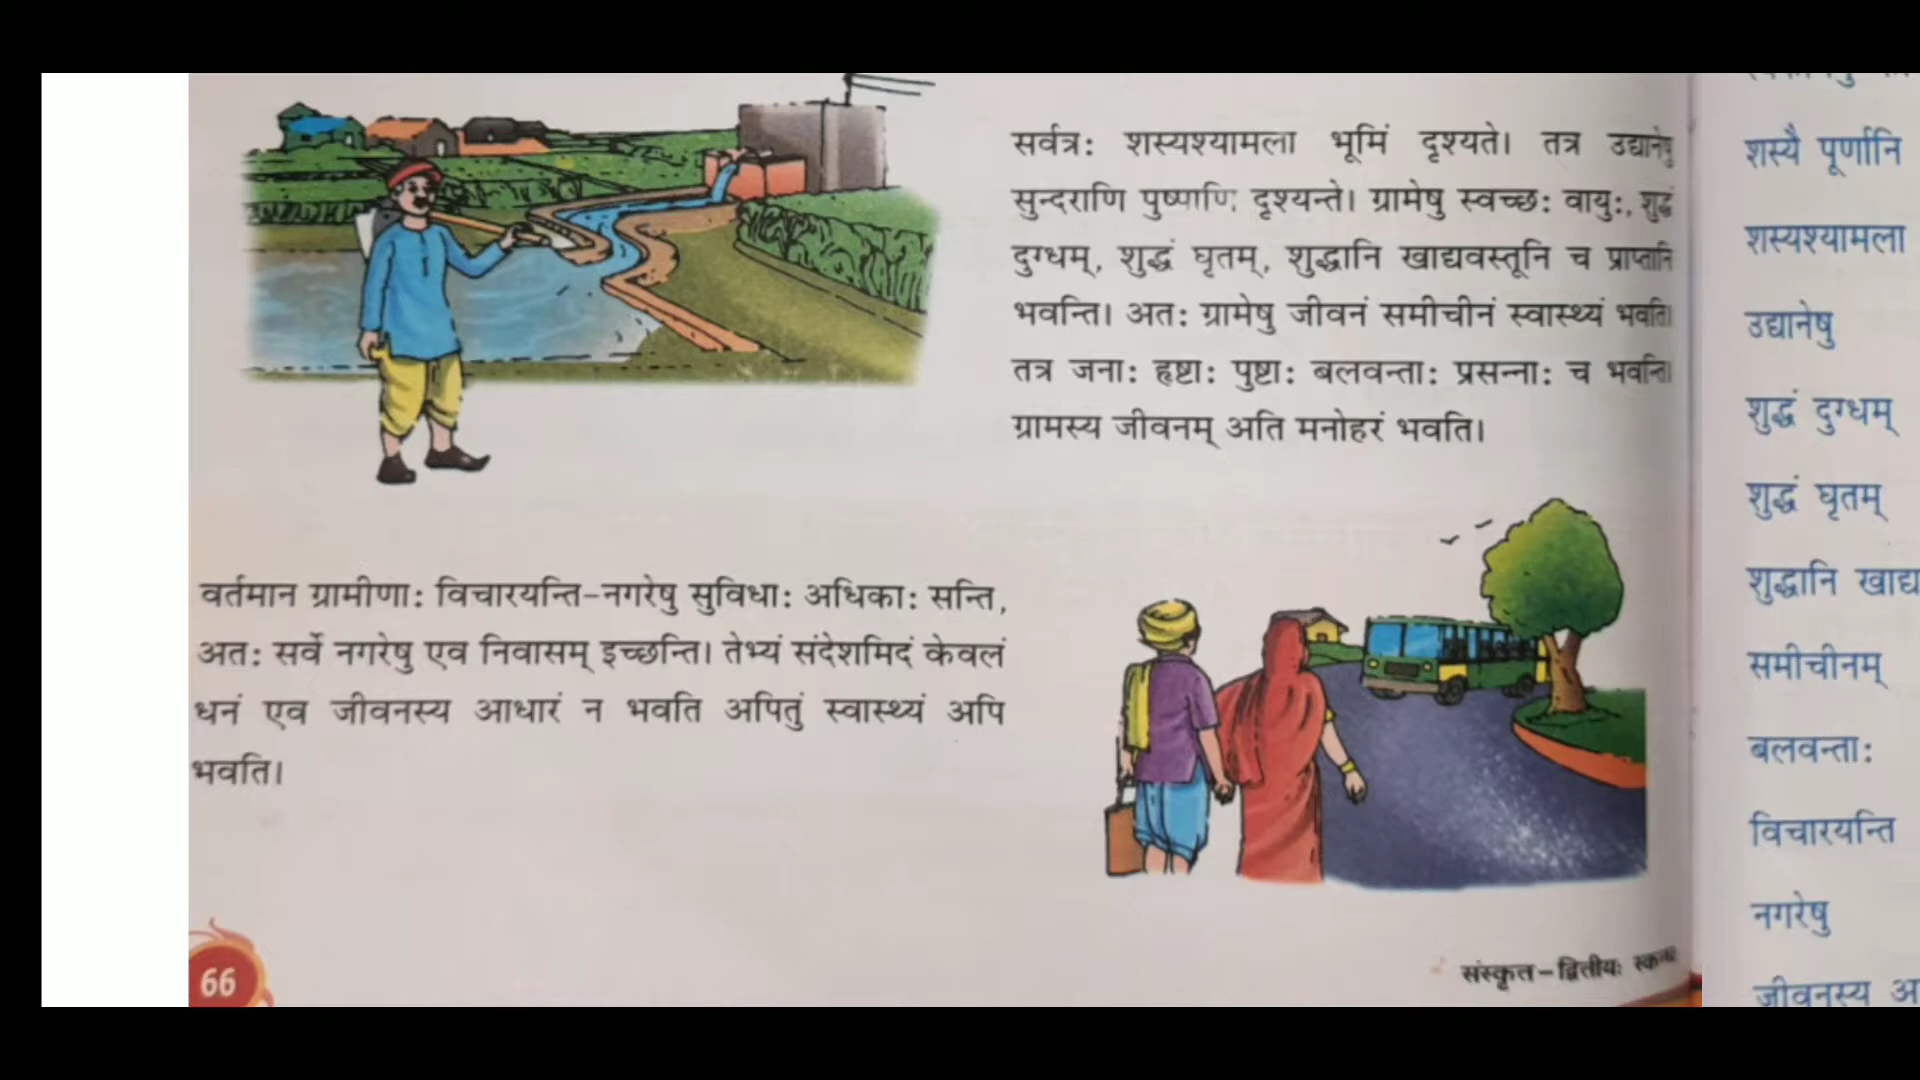 सर्वत्रः शस्यश्यामला भूमिं दृश्यते। तत्र उद्यानेषु
सुन्दराणि पुष्पाणि दृश्यन्ते। ग्रामेषु स्वच्छः वायुः, शुद्धं
दुग्धम्, शुद्धं घृतम्, शुद्धानि खाद्यवस्तूनि च प्राप्तानि
भवन्ति। अतः ग्रामेषु जीवनं समीचीनं स्वास्थ्यं भवति।
तत्र जनाः हृष्टाः पुष्टाः बलवन्ताः प्रसन्नाः च भवन्ति।
ग्रामस्य जीवनम् अति मनोहरं भवति।
वर्तमान ग्रामीणाः विचारयन्ति-नगरेषु सुविधाः अधिकाः सन्ति,
अतः सर्वे नगरेषु एव निवासम् इच्छन्ति। तेभ्यं संदेशमिदं केवलं
धनं एव जीवनस्य आधारं न भवति अपितुं स्वास्थ्यं अपि
भवति।
66
संस्कृत-द्वितीयः
शस्यै पूर्णानि
शस्यश्यामला
उद्यानेषु
शुद्धं दुग्धम्
शुद्धं घृतम्
शुद्धानि खाद्य
समीचीनम्
बलवन्ताः
विचारयन्ति
नगरेषु
जीवनस्य